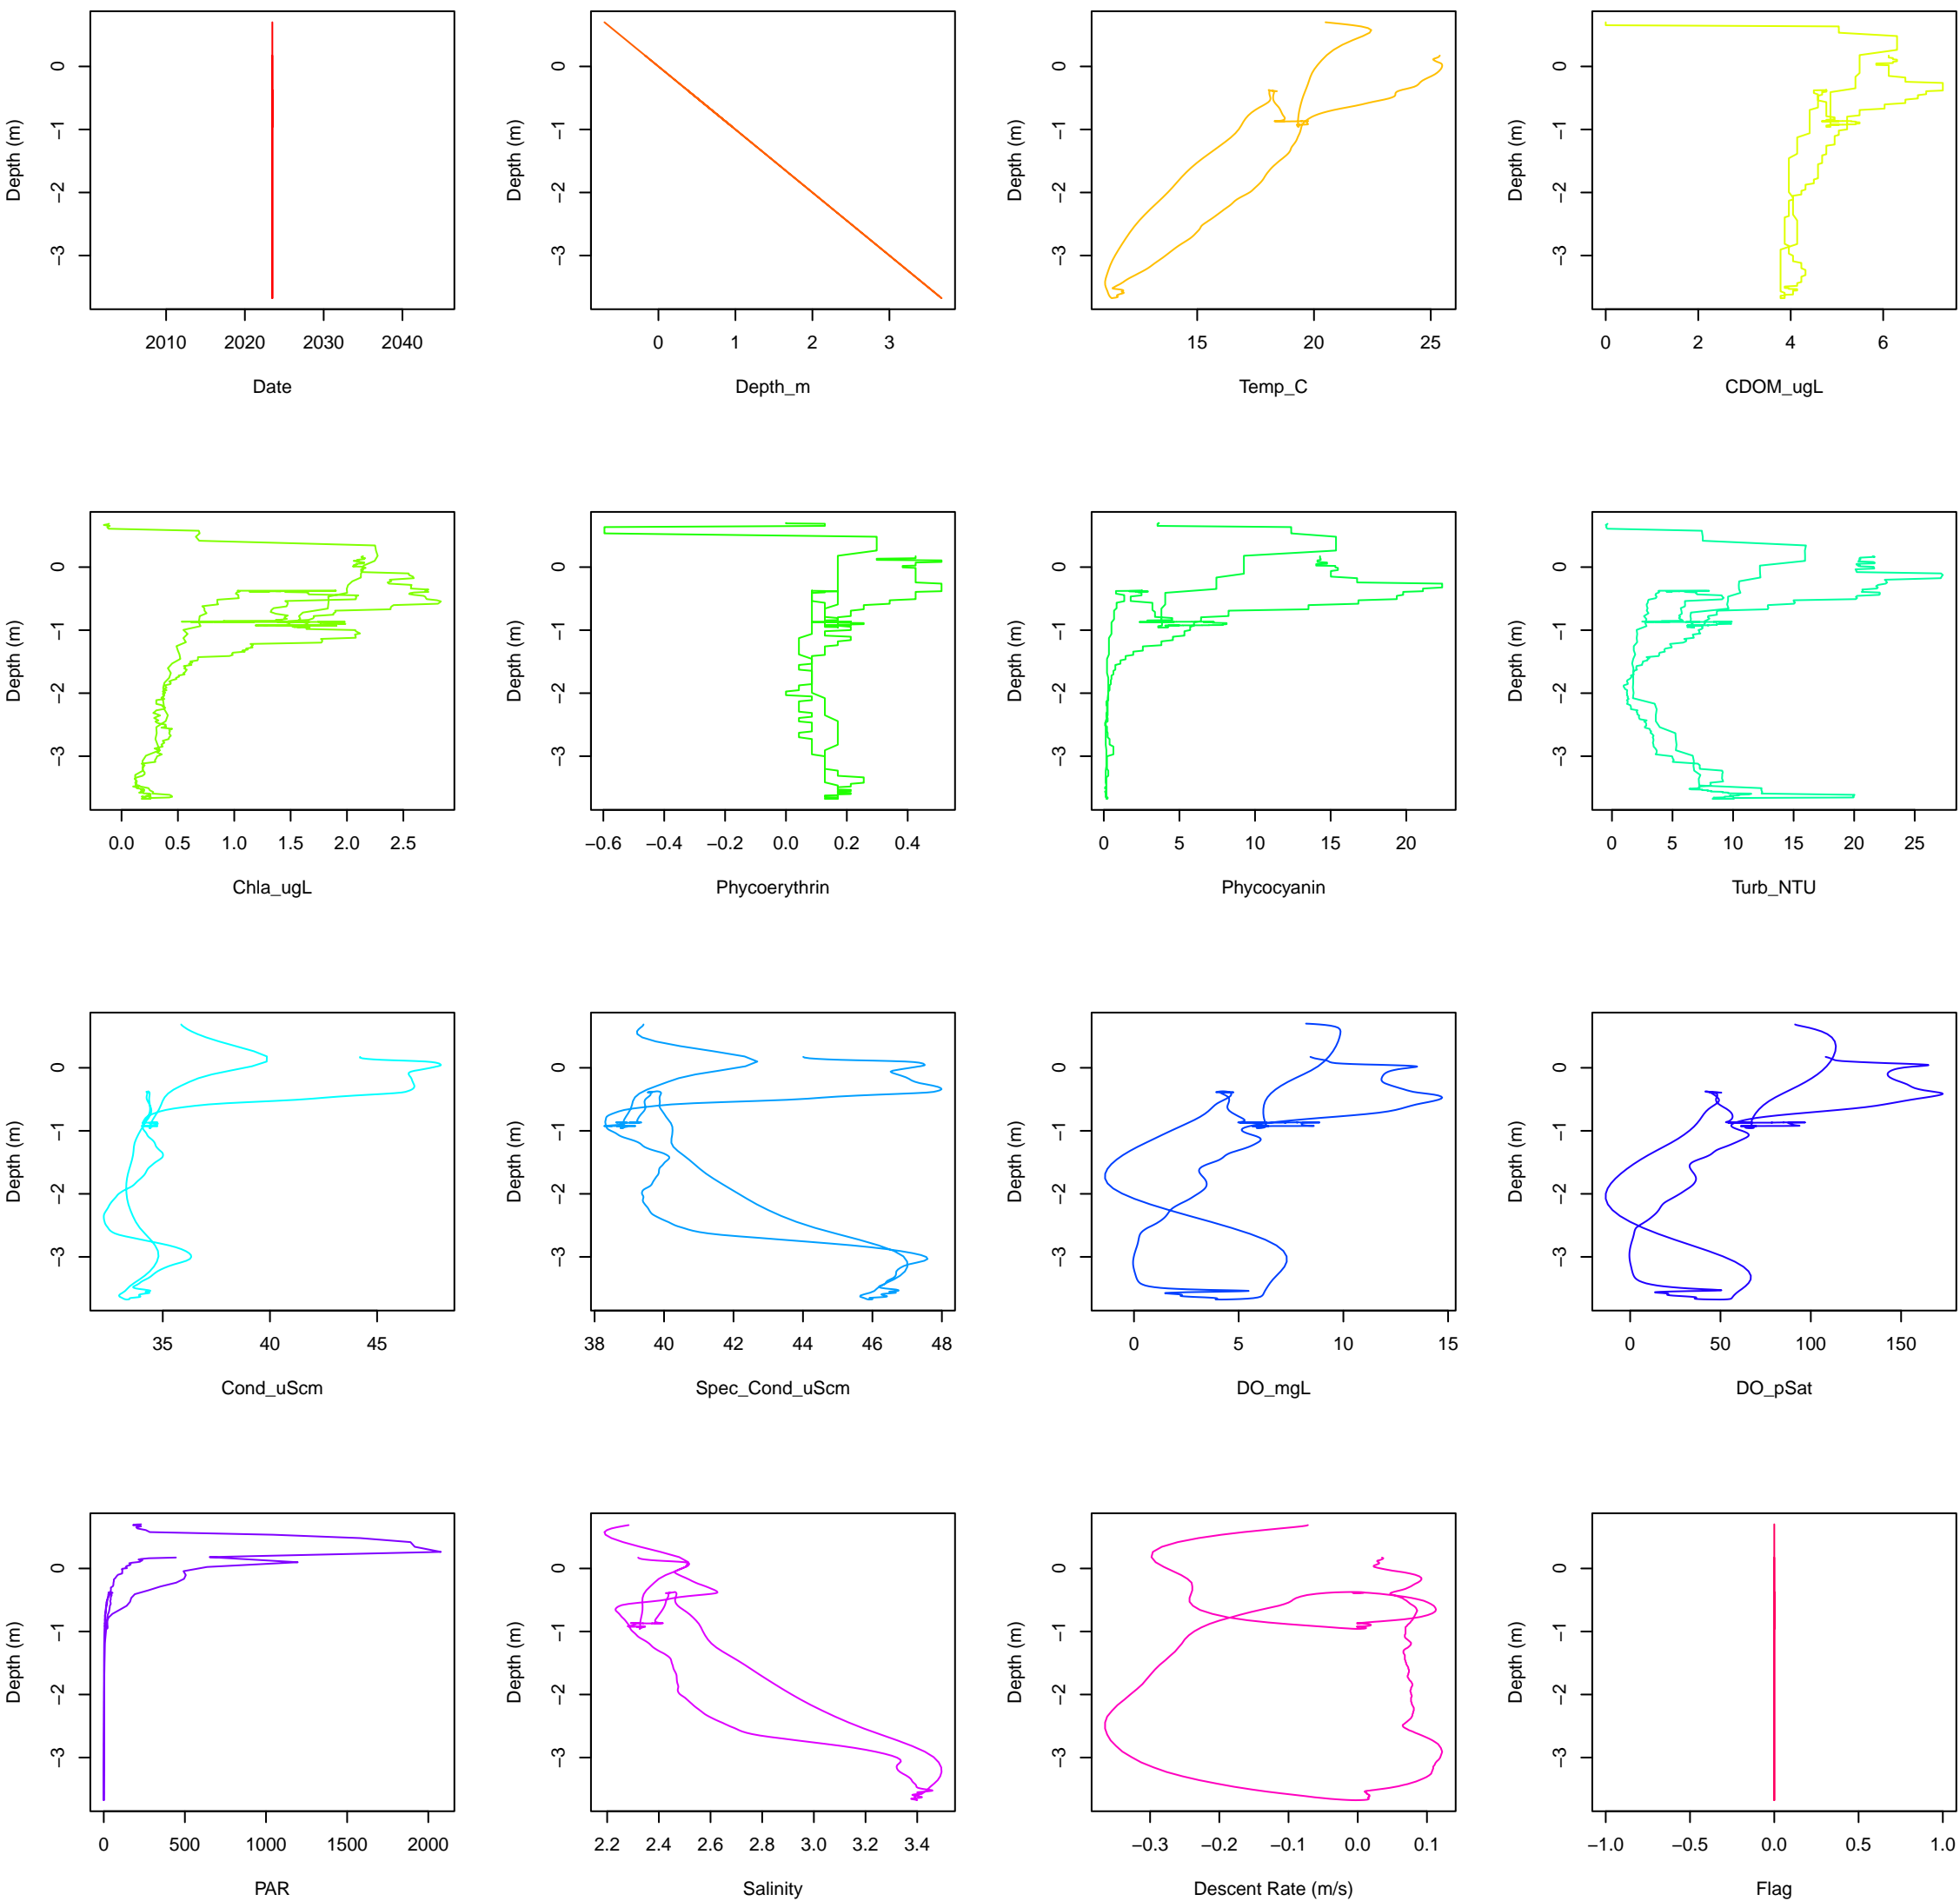 Depth (m)
0
−1
−2
−3
2010 2020 2030 2040
Date
Depth (m)
0
−1
−2
−3
0 1 2 3
Depth_m
Depth (m)
0
−1
−2
−3
15 20 25
Temp_C
Depth (m)
0
−1
−2
−3
0 2 4 6
CDOM_ugL
Depth (m)
0
−1
−2
−3
0.0 0.5 1.0 1.5 2.0 2.5
Chla_ugL
Depth (m)
0
−1
−2
−3
−0.6 −0.4 −0.2 0.0 0.2 0.4
Phycoerythrin
Depth (m)
0
−1
−2
−3
0 5 10 15 20
Phycocyanin
Depth (m)
0
−1
−2
−3
0 5 10 15 20 25
Turb_NTU
Depth (m)
0
−1
−2
−3
35 40 45
Cond_uScm
Depth (m)
0
−1
−2
−3
38 40 42 44 46 48
Spec_Cond_uScm
Depth (m)
0
−1
−2
−3
0 5 10 15
DO_mgL
Depth (m)
0
−1
−2
−3
0 50 100 150
DO_pSat
Depth (m)
0
−1
−2
−3
0 500 1000 1500 2000
PAR
Depth (m)
0
−1
−2
−3
2.2 2.4 2.6 2.8 3.0 3.2 3.4
Salinity
Depth (m)
0
−1
−2
−3
−0.3 −0.2 −0.1 0.0 0.1
Descent Rate (m/s)
Depth (m)
0
−1
−2
−3
−1.0 −0.5 0.0 0.5 1.0
Flag